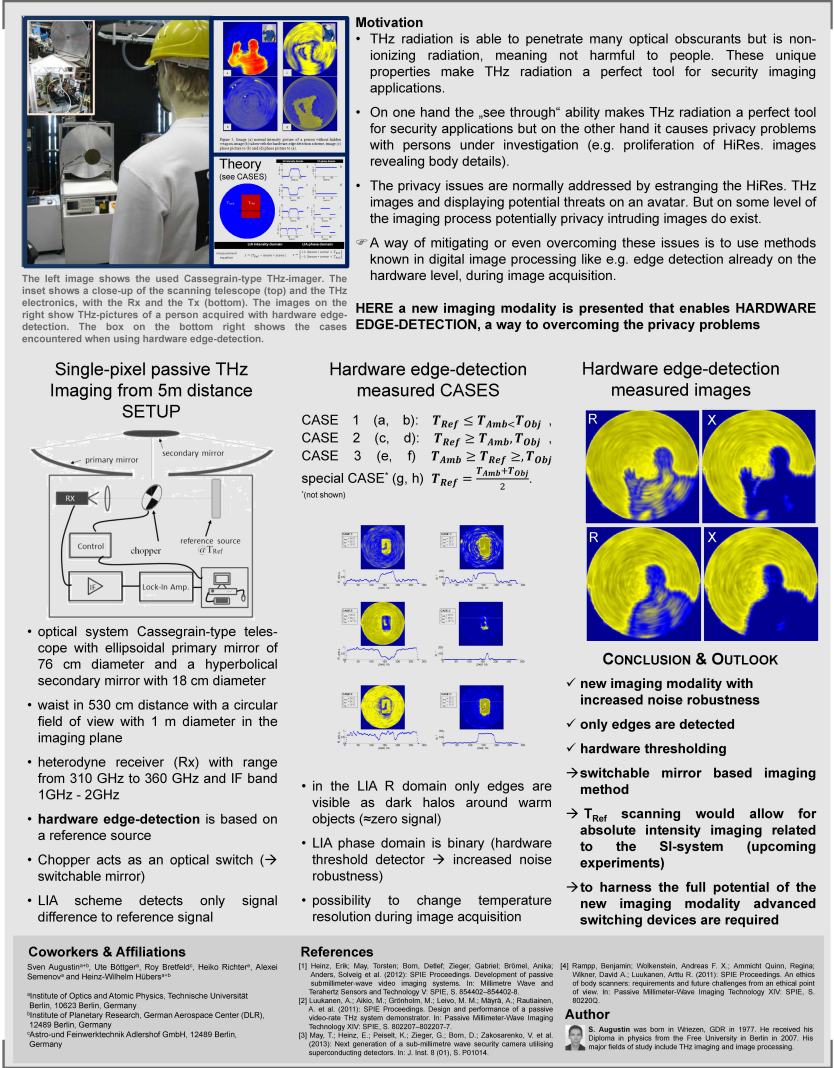 Motivation
• THz radiation is able to penetrate many optical obscurants but is non-
ionizing radiation, meaning not harmful to people. These unique
properties make THz radiation a perfect tool for security imaging
applications.
• On one hand the „see through“ ability makes THz radiation a perfect tool
for security applications but on the other hand it causes privacy problems
with persons under investigation (e.g. proliferation of HiRes. images
revealing body details).
• The privacy issues are normally addressed by estranging the HiRes. THz
images and displaying potential threats on an avatar. But on some level of
the imaging process potentially privacy intruding images do exist.
☞ A way of mitigating or even overcoming these issues is to use methods
known in digital image processing like e.g. edge detection already on the
hardware level, during image acquisition.
HERE a new imaging modality is presented that enables HARDWARE
EDGE-DETECTION, a way to overcoming the privacy problems
Theory
(see CASES)
LIA intensity domain
LIA phase domain
The left image shows the used Cassegrain-type THz-imager. The
inset shows a close-up of the scanning telescope (top) and the THz
electronics, with the Rx and the Tx (bottom). The images on the
right show THz-pictures of a person acquired with hardware edge-
detection. The box on the bottom right shows the cases
encountered when using hardware edge-detection.
Single-pixel passive THz
Imaging from 5m distance
SETUP
secondary mirror
primary mirror
RX
Control
chopper
reference source
@T_Ref
IF
Lock-In Amp.
• optical system Cassegrain-type teles-
cope with ellipsoidal primary mirror of
76 cm diameter and a hyperbolical
secondary mirror with 18 cm diameter
• waist in 530 cm distance with a circular
field of view with 1 m diameter in the
imaging plane
• heterodyne receiver (Rx) with range
from 310 GHz to 360 GHz and IF band
1GHz - 2GHz
• hardware edge-detection is based on
a reference source
• Chopper acts as an optical switch (→
switchable mirror)
• LIA scheme detects only signal
difference to reference signal
Hardware edge-detection
measured CASES
CASE 1 (a, b): T_Ref ≤ T_Amb< T_Obj ,
CASE 2 (c, d): T_Ref ≥ T_Amb, T_Obj ,
CASE 3 (e, f) T_Amb ≥ T_Ref ≥, T_Obj
special CASE* (g, h) T_Ref = (T_Amb+T_Obj)/2.
*(not shown)
• in the LIA R domain only edges are
visible as dark halos around warm
objects (≈zero signal)
• LIA phase domain is binary (hardware
threshold detector → increased noise
robustness)
• possibility to change temperature
resolution during image acquisition
Hardware edge-detection
measured images
R X
R X
CONCLUSION & OUTLOOK
✓ new imaging modality with
increased noise robustness
✓ only edges are detected
✓ hardware thresholding
→ switchable mirror based imaging
method
→ T_Ref scanning would allow for
absolute intensity imaging related
to the SI-system (upcoming
experiments)
→ to harness the full potential of the
new imaging modality advanced
switching devices are required
Coworkers & Affiliations
Sven Augustin^a+b, Ute Böttger^b, Roy Bretfeld^c, Heiko Richter^a, Alexei
Semenov^a and Heinz-Wilhelm Hübers^a+b
^aInstitute of Optics and Atomic Physics, Technische Universität
Berlin, 10623 Berlin, Germany
^bInstitute of Planetary Research, German Aerospace Center (DLR),
12489 Berlin, Germany
^cAstro-und Feinwerktechnik Adlershof GmbH, 12489 Berlin,
Germany
References
[1] Heinz, Erik; May, Torsten; Born, Detlef; Zieger, Gabriel; Brömel, Anika;
Anders, Solveig et al. (2012): SPIE Proceedings. Development of passive
submillimeter-wave video imaging systems. In: Millimetre Wave and
Terahertz Sensors and Technology V: SPIE, S. 854402–854402-8.
[2] Luukanen, A.; Aikio, M.; Grönholm, M.; Leivo, M. M.; Mäyrä, A.; Rautiainen,
A. et al. (2011): SPIE Proceedings. Design and performance of a passive
video-rate THz system demonstrator. In: Passive Millimeter-Wave Imaging
Technology XIV: SPIE, S. 802207–802207-7.
[3] May, T.; Heinz, E.; Peiselt, K.; Zieger, G.; Born, D.; Zakosarenko, V. et al.
(2013): Next generation of a sub-millimetre wave security camera utilising
superconducting detectors. In: J. Inst. 8 (01), S. P01014.
[4] Rampp, Benjamin; Wolkenstein, Andreas F. X.; Ammicht Quinn, Regina;
Wikner, David A.; Luukanen, Arttu R. (2011): SPIE Proceedings. An ethics
of body scanners: requirements and future challenges from an ethical point
of view. In: Passive Millimeter-Wave Imaging Technology XIV: SPIE, S.
80220Q.
Author
S. Augustin was born in Wriezen, GDR in 1977. He received his
Diploma in physics from the Free University in Berlin in 2007. His
major fields of study include THz imaging and image processing.